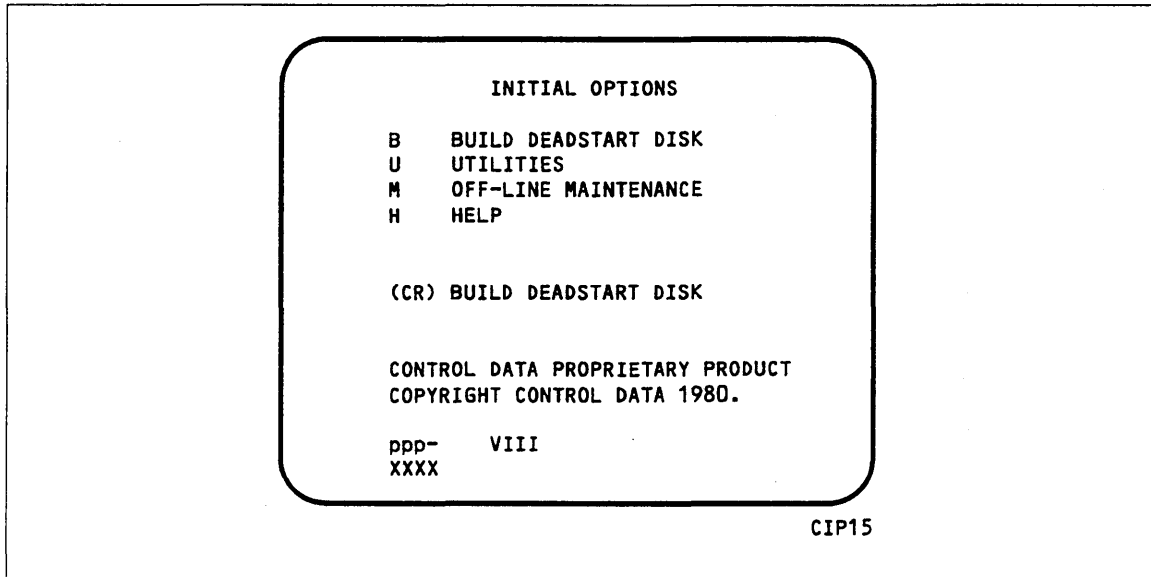 INITIAL OPTIONS
B BUILD DEADSTART DISK
U UTILITIES
M OFF-LINE MAINTENANCE
H HELP
(CR) BUILD DEADSTART DISK
CONTROL DATA PROPRIETARY PRODUCT
COPYRIGHT CONTROL DATA 1980.
ppp- VIII
XXXX
CIP15